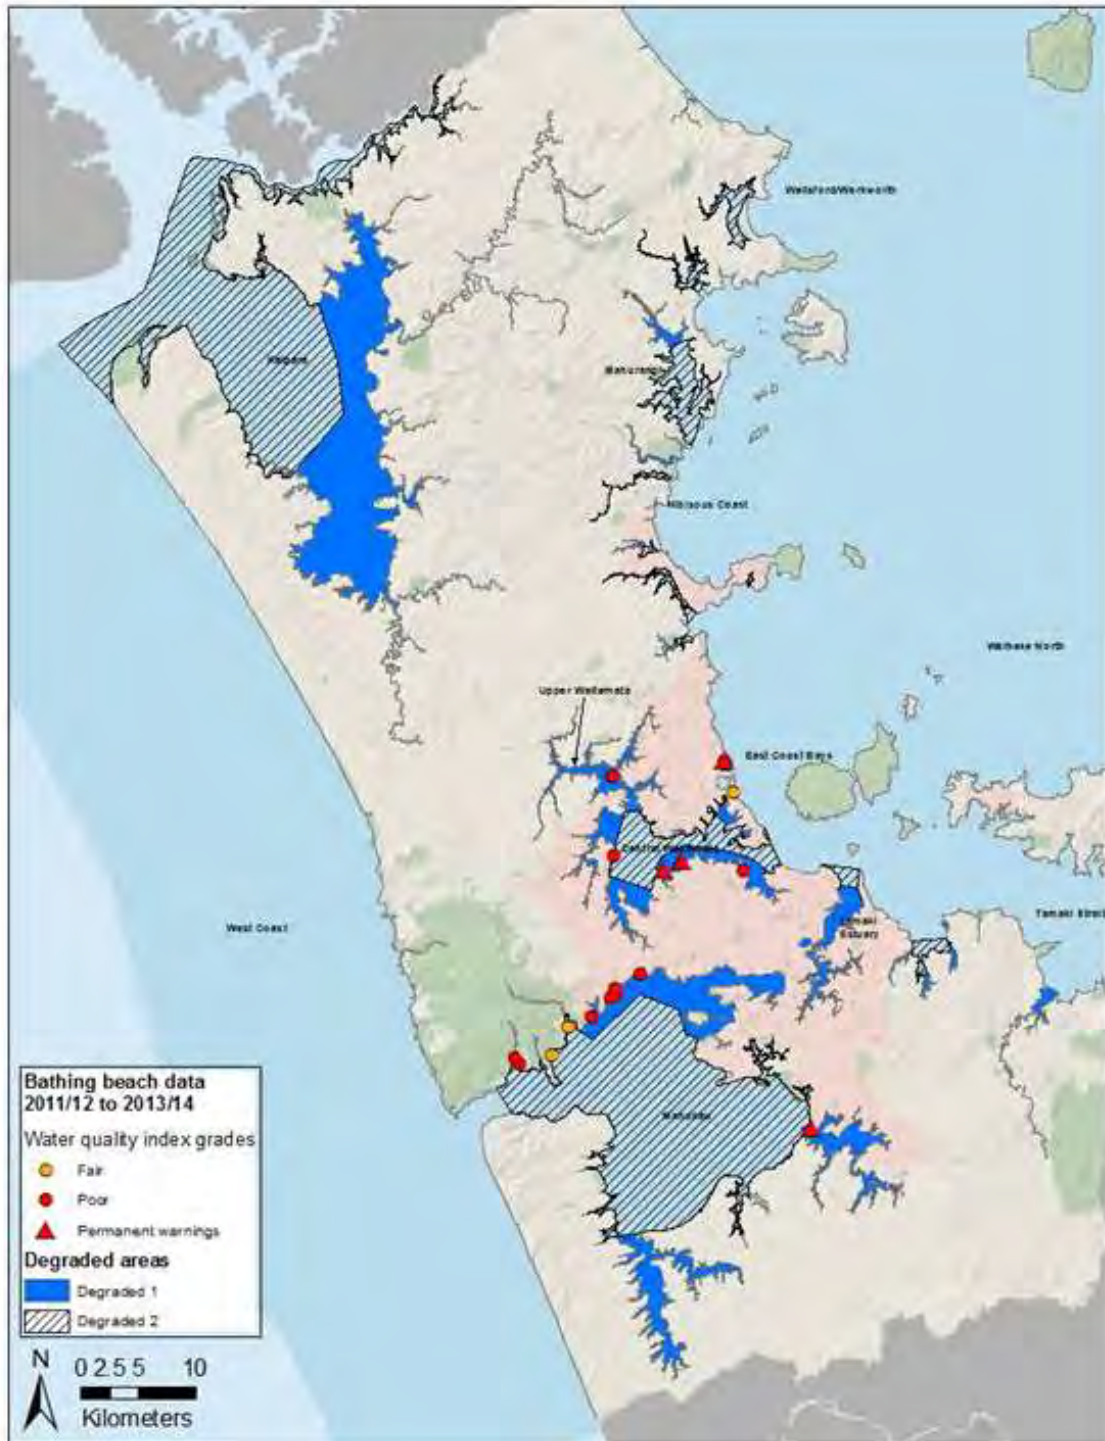 Wellsford/Warkworth
Kaipara
Mahurangi
Hibiscus Coast
Waiheke North
Upper Waitemata
East Coast Bays
Central Waitemata
Tamaki Strait
West Coast
Tamaki
Estuary
Manukau
Bathing beach data
2011/12 to 2013/14
Water quality index grades
Fair
Poor
Permanent warnings
Degraded areas
Degraded 1
Degraded 2
N
0 2.5 5 10
Kilometers